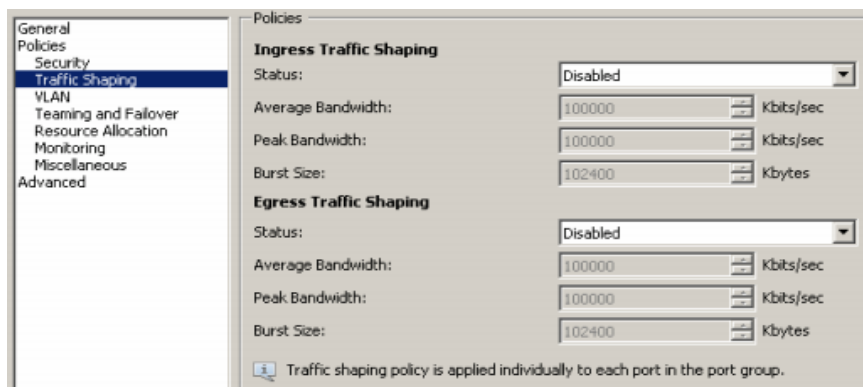 General
Policies
Security
Traffic Shaping
VLAN
Teaming and Failover
Resource Allocation
Monitoring
Miscellaneous
Advanced
Policies
Ingress Traffic Shaping
Status: Disabled
Average Bandwidth: 100000 Kbits/sec
Peak Bandwidth: 100000 Kbits/sec
Burst Size: 102400 Kbytes
Egress Traffic Shaping
Status: Disabled
Average Bandwidth: 100000 Kbits/sec
Peak Bandwidth: 100000 Kbits/sec
Burst Size: 102400 Kbytes
Traffic shaping policy is applied individually to each port in the port group.